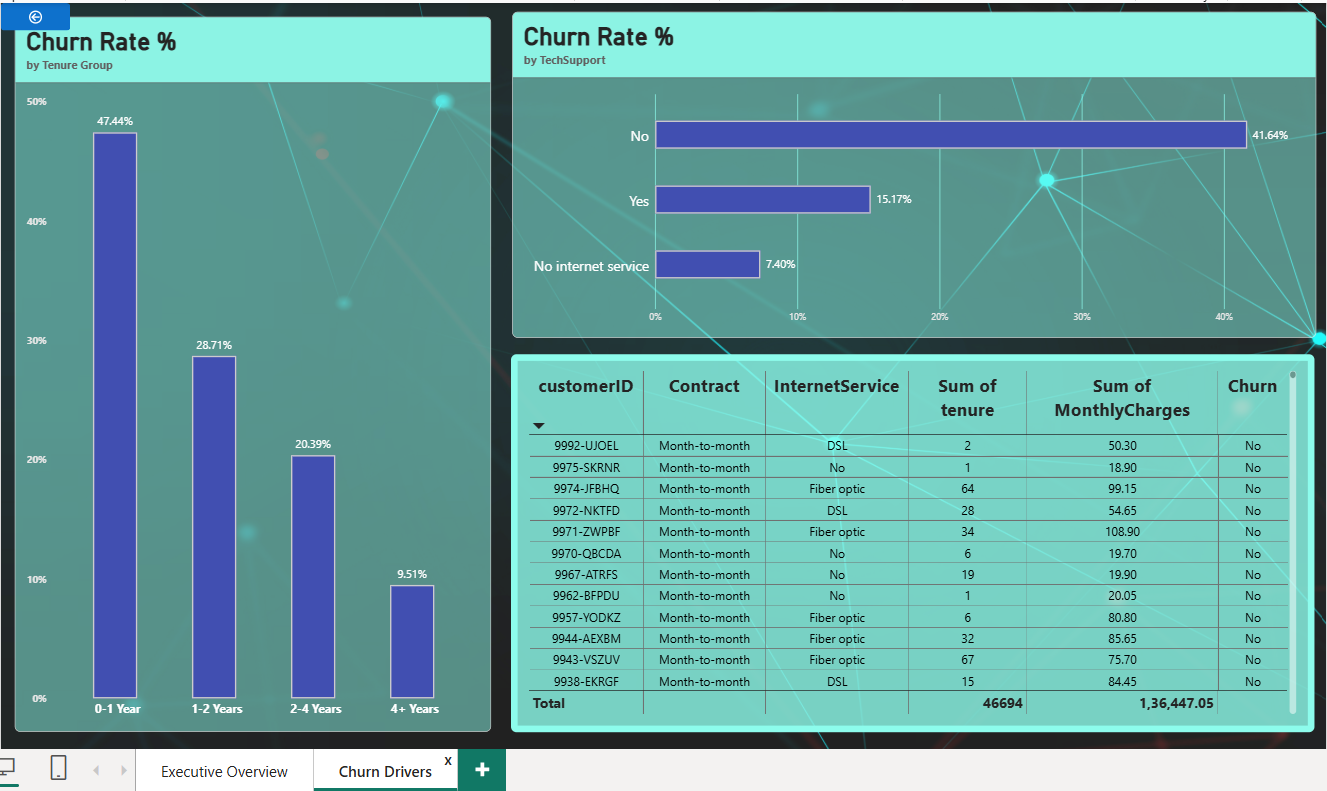 Churn Rate %
by Tenure Group
50%
47.44%
40%
30%
28.71%
20%
20.39%
10%
9.51%
0%
0-1 Year 1-2 Years 2-4 Years 4+ Years
Churn Rate %
by TechSupport
No 41.64%
Yes 15.17%
No internet service 7.40%
0% 10% 20% 30% 40%
customerID Contract InternetService Sum of tenure Sum of MonthlyCharges Churn
9992-UJOEL Month-to-month DSL 2 50.30 No
9975-SKRNR Month-to-month No 1 18.90 No
9974-JFBHQ Month-to-month Fiber optic 64 99.15 No
9972-NKTFD Month-to-month DSL 28 54.65 No
9971-ZWPBF Month-to-month Fiber optic 34 108.90 No
9970-QBCDA Month-to-month No 6 19.70 No
9967-ATRFS Month-to-month No 19 19.90 No
9962-BFPDU Month-to-month No 1 20.05 No
9957-YODKZ Month-to-month Fiber optic 6 80.80 No
9944-AEXBM Month-to-month Fiber optic 32 85.65 No
9943-VSZUV Month-to-month Fiber optic 67 75.70 No
9938-EKRGF Month-to-month DSL 15 84.45 No
Total 46694 1,36,447.05
Executive Overview Churn Drivers x +